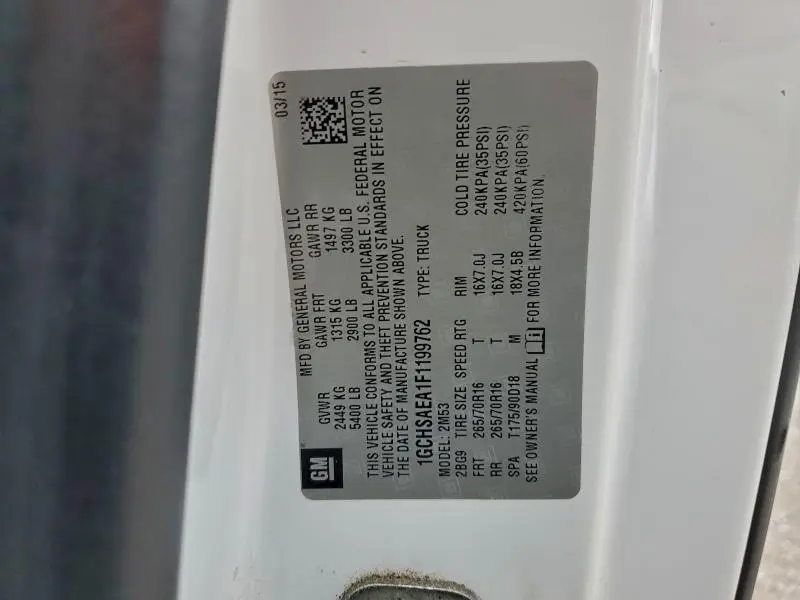 GM
MFD BY GENERAL MOTORS LLC 03/15
GVWR GAWR FRT GAWR RR
2449 KG 1315 KG 1497 KG
5400 LB 2900 LB 3300 LB
THIS VEHICLE CONFORMS TO ALL APPLICABLE U.S. FEDERAL MOTOR
VEHICLE SAFETY AND THEFT PREVENTION STANDARDS IN EFFECT ON
THE DATE OF MANUFACTURE SHOWN ABOVE.
1GCHSAEA1F1199762 TYPE: TRUCK
MODEL: 2M53
2BG9 TIRE SIZE SPEED RTG RIM COLD TIRE PRESSURE
FRT 265/70R16 T 16X7.0J 240KPA(35PSI)
RR 265/70R16 T 16X7.0J 240KPA(35PSI)
SPA T175/90D18 M 18X4.5B 420KPA(60PSI)
SEE OWNER'S MANUAL FOR MORE INFORMATION.